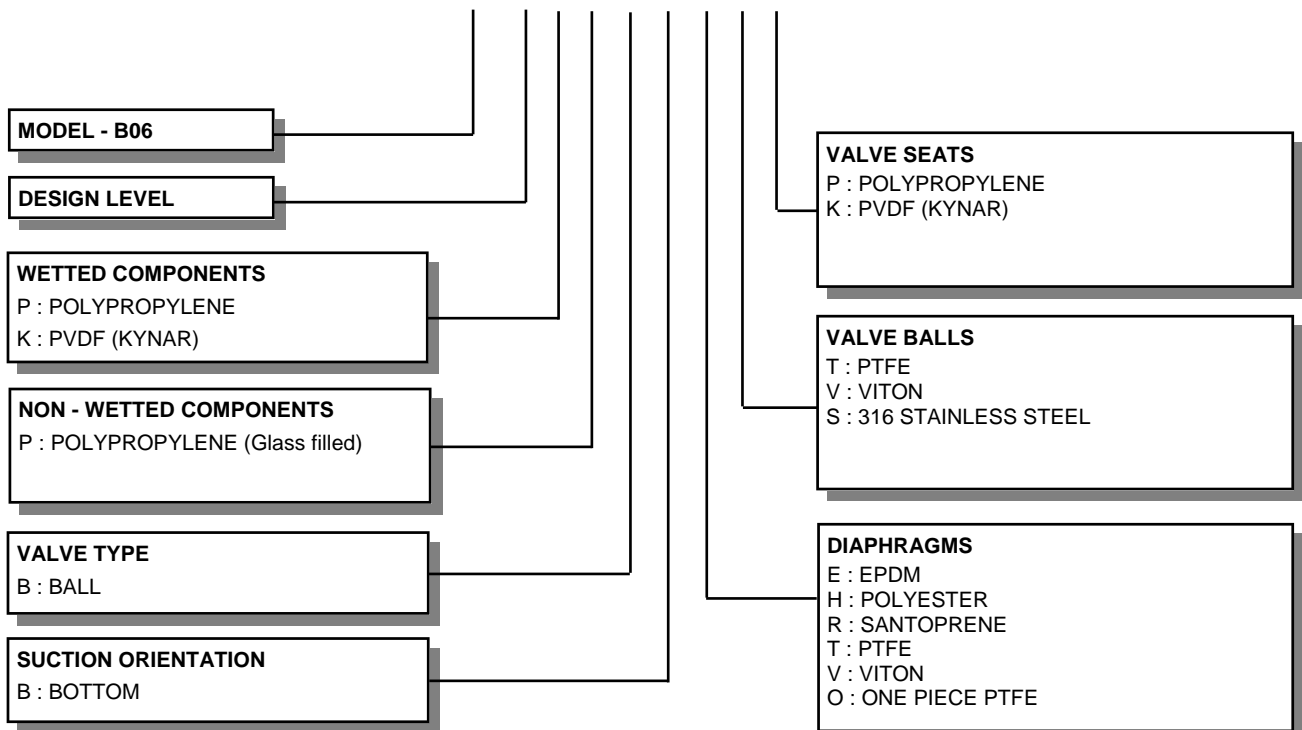 MODEL - B06
DESIGN LEVEL
WETTED COMPONENTS
P : POLYPROPYLENE
K : PVDF (KYNAR)
NON - WETTED COMPONENTS
P : POLYPROPYLENE (Glass filled)
VALVE TYPE
B : BALL
SUCTION ORIENTATION
B : BOTTOM
VALVE SEATS
P : POLYPROPYLENE
K : PVDF (KYNAR)
VALVE BALLS
T : PTFE
V : VITON
S : 316 STAINLESS STEEL
DIAPHRAGMS
E : EPDM
H : POLYESTER
R : SANTOPRENE
T : PTFE
V : VITON
O : ONE PIECE PTFE